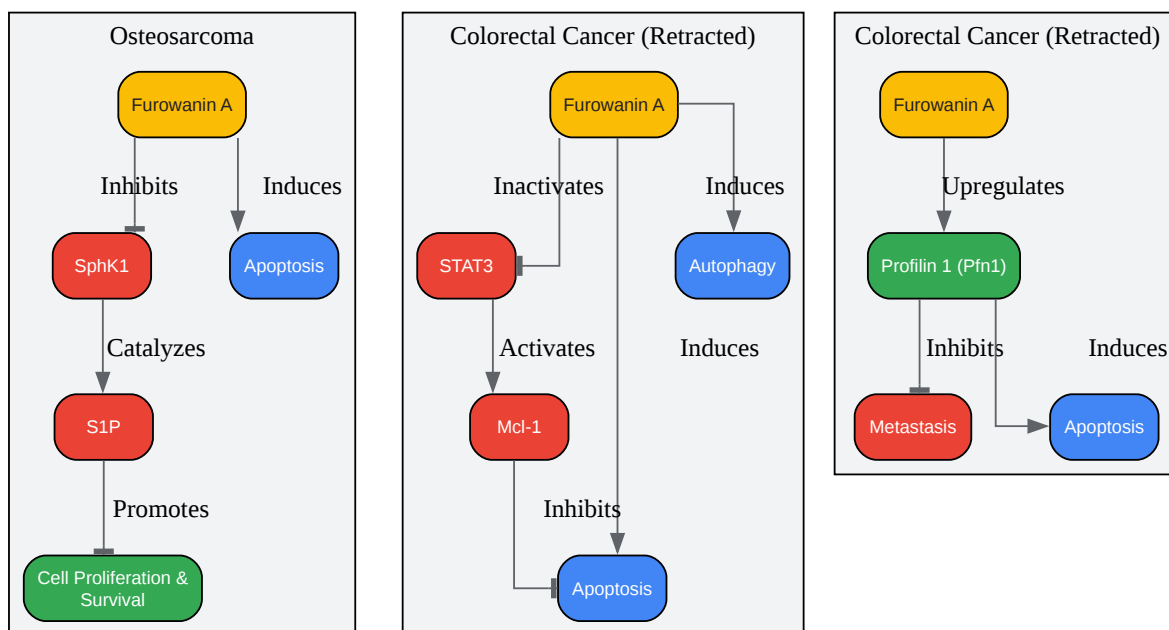 Osteosarcoma
Furowanin A
Inhibits
Induces
SphK1
Apoptosis
Catalyzes
S1P
Promotes
Cell Proliferation &
Survival
Colorectal Cancer (Retracted)
Furowanin A
Inactivates
Induces
STAT3
Autophagy
Activates
Induces
Mcl-1
Inhibits
Apoptosis
Colorectal Cancer (Retracted)
Furowanin A
Upregulates
Profilin 1 (Pfn1)
Inhibits
Induces
Metastasis
Apoptosis